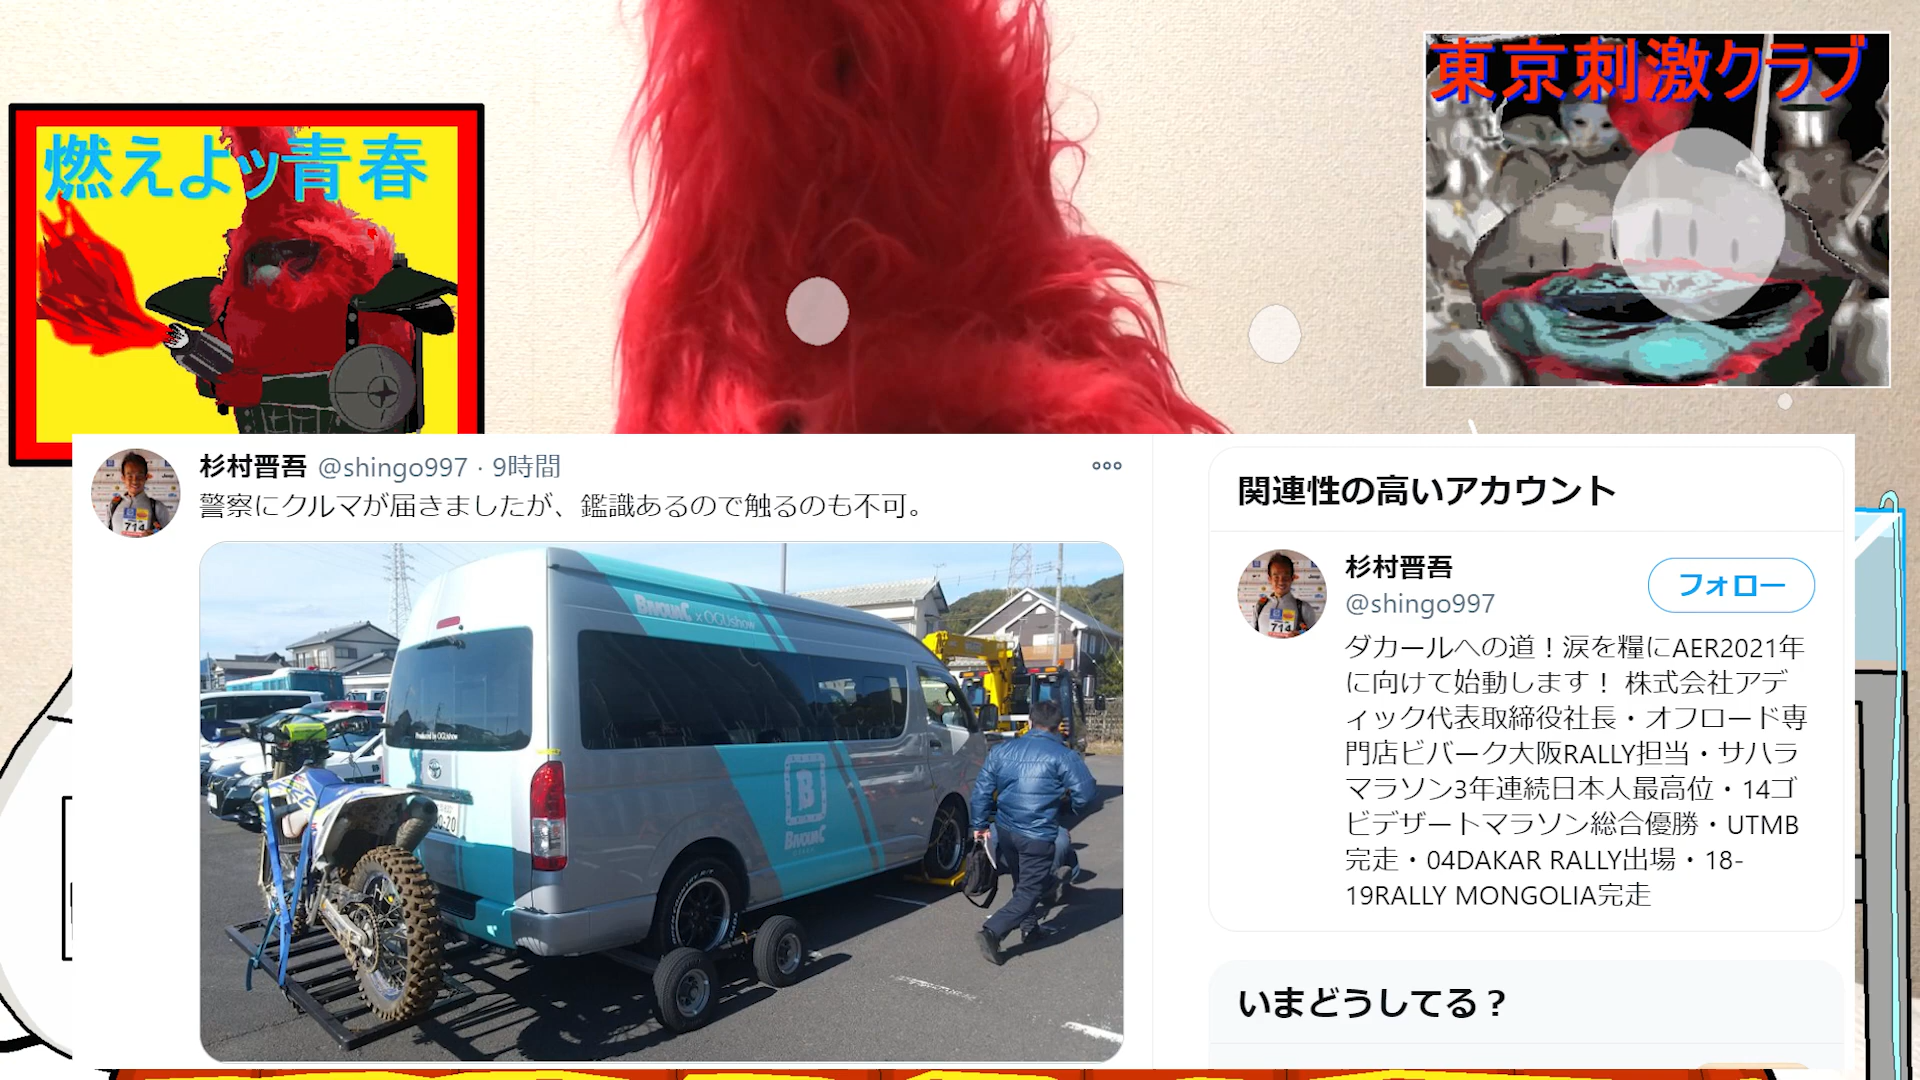 燃えよッ青春
東京刺激クラブ
杉村晋吾 @shingo997 · 9時間
警察にクルマが届きましたが、鑑識あるので触るのも不可。
BIVOUAC x OGUshow
Produced by OGUshow
B
BIVOUAC
714
関連性の高いアカウント
杉村晋吾
@shingo997
フォロー
714
ダカールへの道！涙を糧にAER2021年
に向けて始動します！ 株式会社アデ
ィック代表取締役社長・オフロード専
門店ビバーク大阪RALLY担当・サハラ
マラソン3年連続日本人最高位・14ゴ
ビデザートマラソン総合優勝・UTMB
完走・04DAKAR RALLY出場・18-
19RALLY MONGOLIA完走
いまどうしてる？